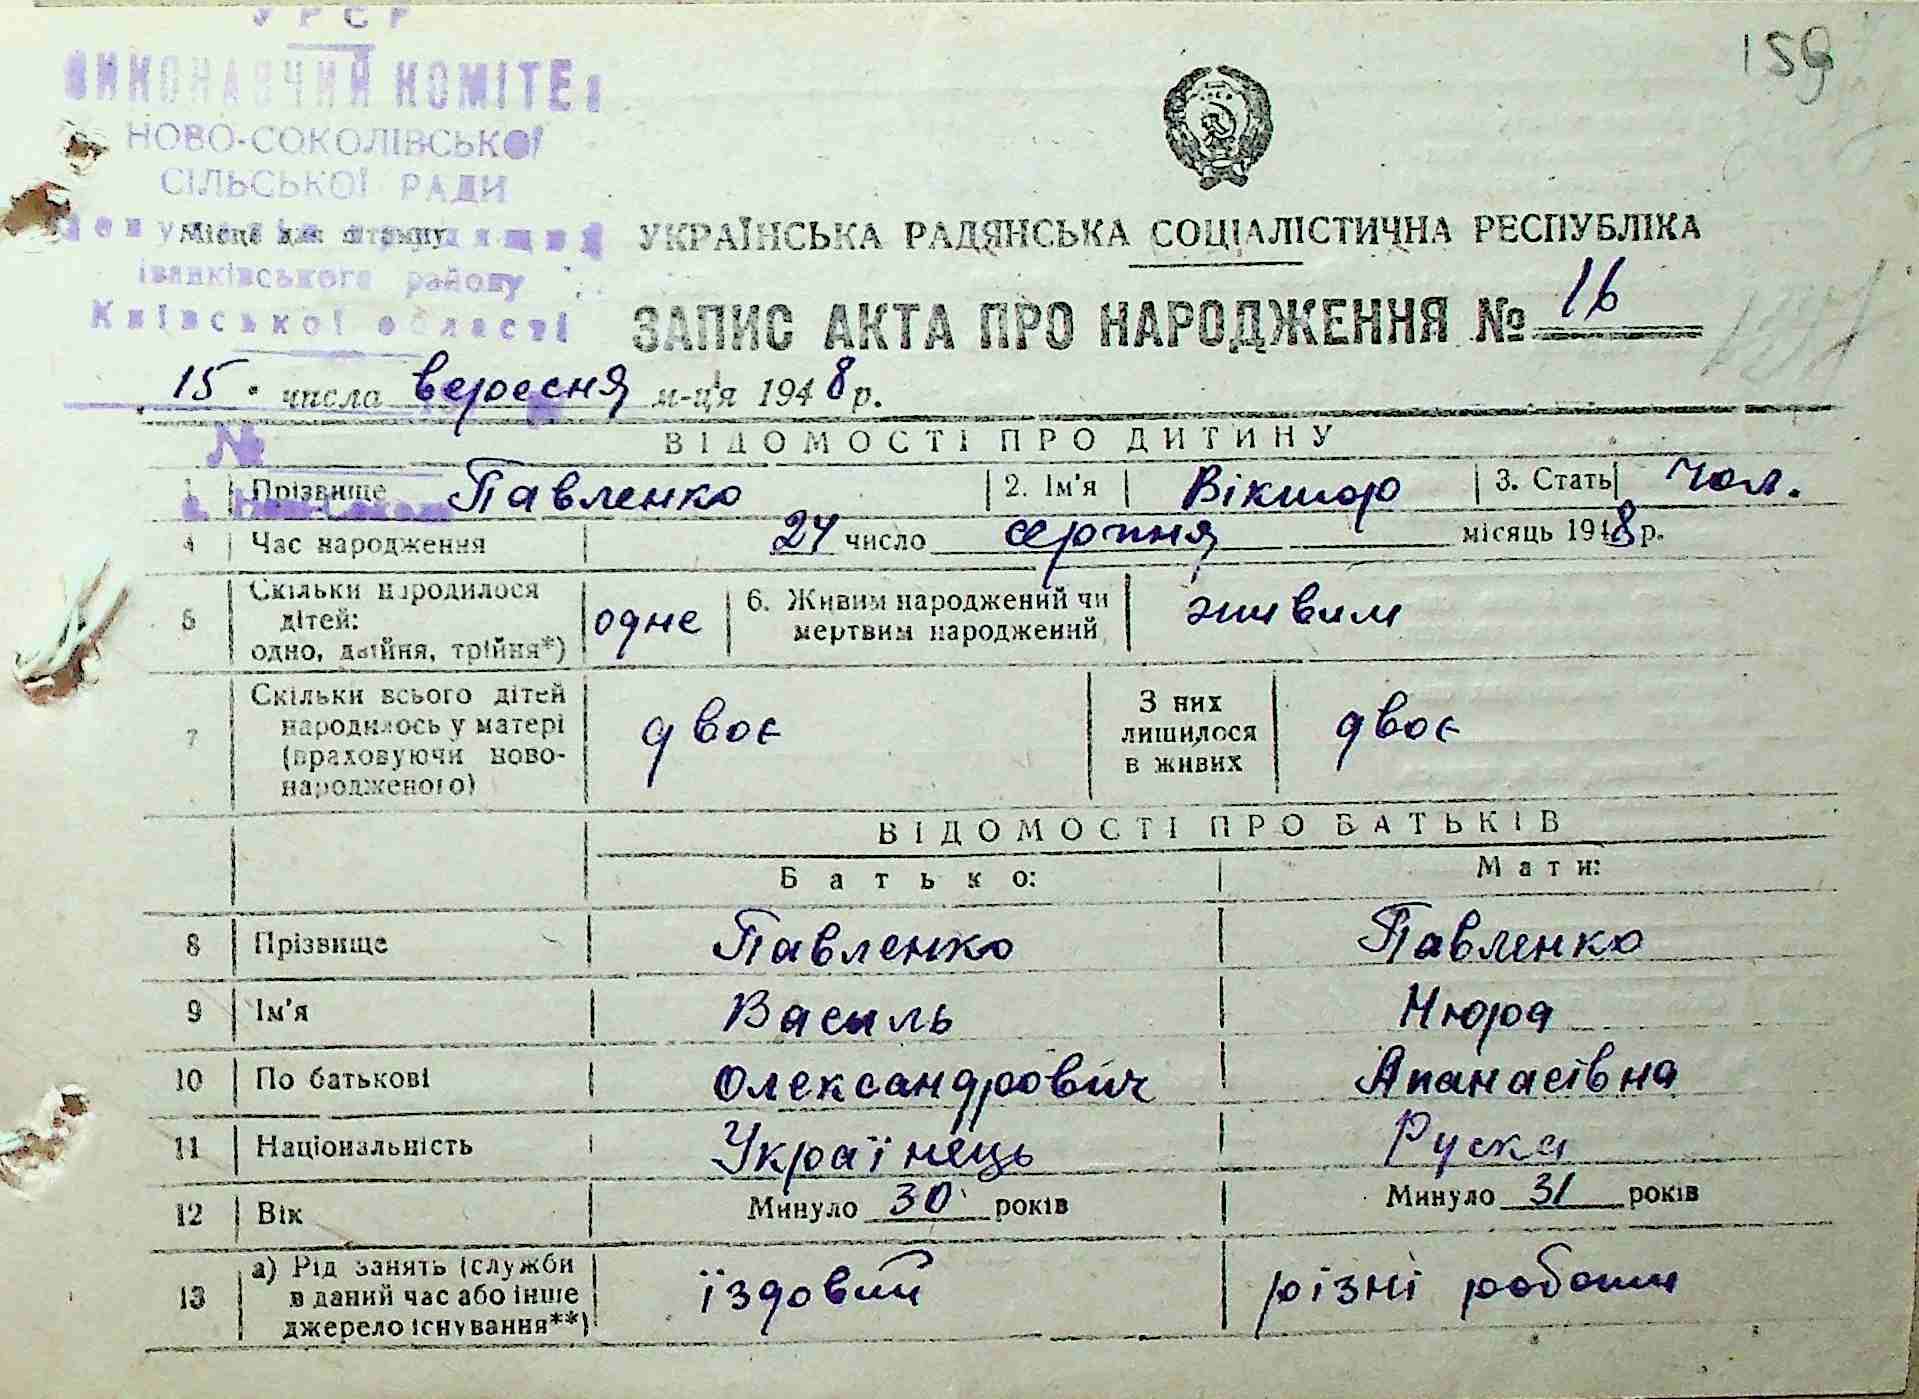 УРСР
159
ВИКОНАВЧИЙ КОМІТЕТ
НОВО-СОКОЛІВСЬКОЇ
СІЛЬСЬКОЇ РАДИ
Місце для штампу
УКРАЇНСЬКА РАДЯНСЬКА СОЦІАЛІСТИЧНА РЕСПУБЛІКА
іванківського району
Київської області
ЗАПИС АКТА ПРО НАРОДЖЕННЯ № 16
15 числа вересня м-ця 1948 р.
№
ВІДОМОСТІ ПРО ДИТИНУ
1 Прізвище Павленко 2. Ім'я Віктор 3. Стать Чол.
4 Час народження 24 число серпня місяць 1948 р.
5 Скільки народилося дітей: одно, двійня, трійня*) одне 6. Живим народжений чи мертвим народжений живим
7 Скільки всього дітей народилось у матері (враховуючи ново-народженого) двоє З них лишилося в живих двоє
ВІДОМОСТІ ПРО БАТЬКІВ
Батько: Мати:
8 Прізвище Павленко Павленко
9 Ім'я Василь Нюра
10 По батькові Олександрович Апанасівна
11 Національність Українець Руска
12 Вік Минуло 30 років Минуло 31 років
13 а) Рід занять (служби в даний час або інше джерело існування**) їздовий різні роботи